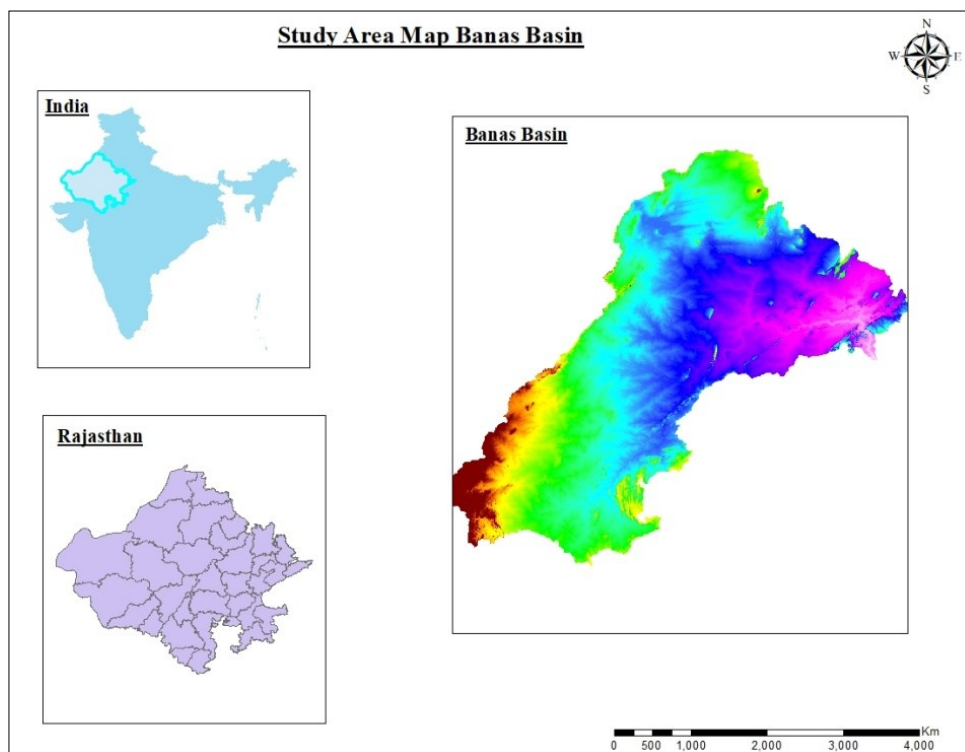 Study Area Map Banas Basin
N
W E
S
India
Banas Basin
Rajasthan
Km
0 500 1,000 2,000 3,000 4,000